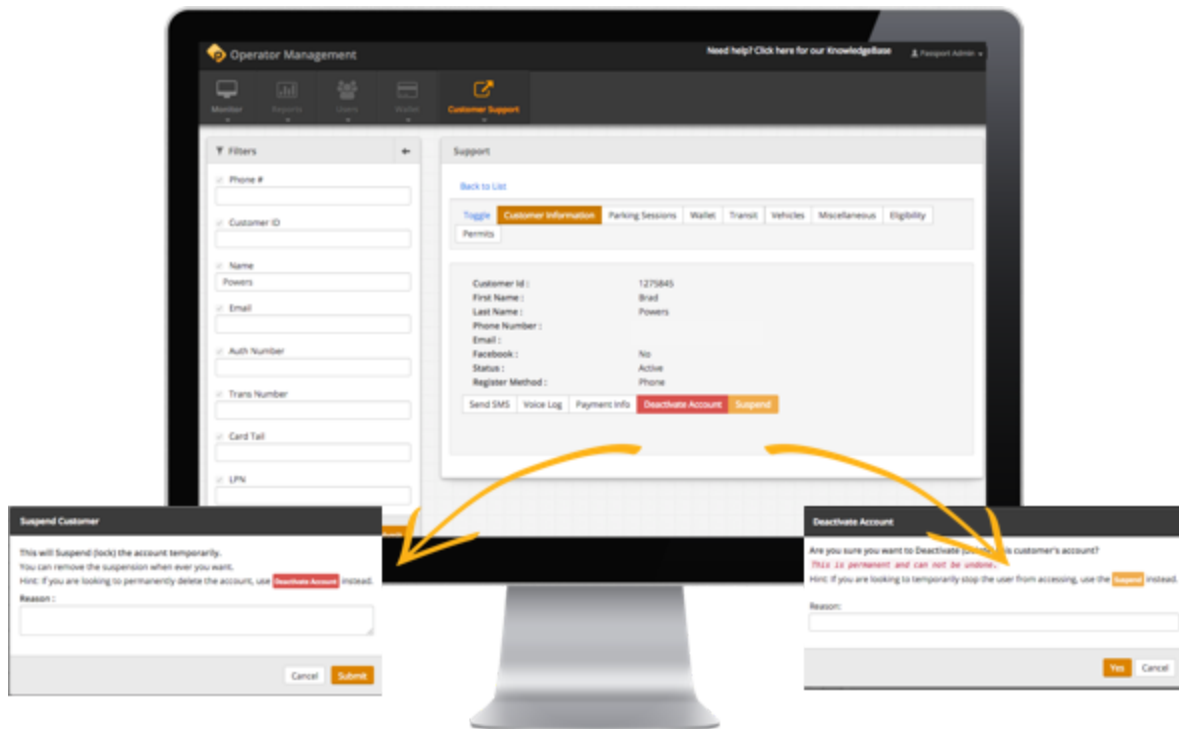 Operator Management
Need help? Click here for our KnowledgeBase
Passport Admin
Monitor
Reports
Users
Wallet
Customer Support
Filters
Phone #
Customer ID
Name
Powers
Email
Auth Number
Trans Number
Card Tail
LPN
Support
Back to List
Toggle Customer Information Parking Sessions Wallet Transit Vehicles Miscellaneous Eligibility
Permits
Customer Id : 1275845
First Name : Brad
Last Name : Powers
Phone Number :
Email :
Facebook : No
Status : Active
Register Method : Phone
Send SMS Voice Log Payment Info Deactivate Account Suspend
Suspend Customer
This will Suspend (lock) the account temporarily.
You can remove the suspension when ever you want.
Hint: If you are looking to permanently delete the account, use Deactivate Account instead.
Reason :
Cancel Submit
Deactivate Account
Are you sure you want to Deactivate (Delete) this customer's account?
This is permanent and can not be undone.
Hint: If you are looking to temporarily stop the user from accessing, use the Suspend instead.
Reason:
Yes Cancel